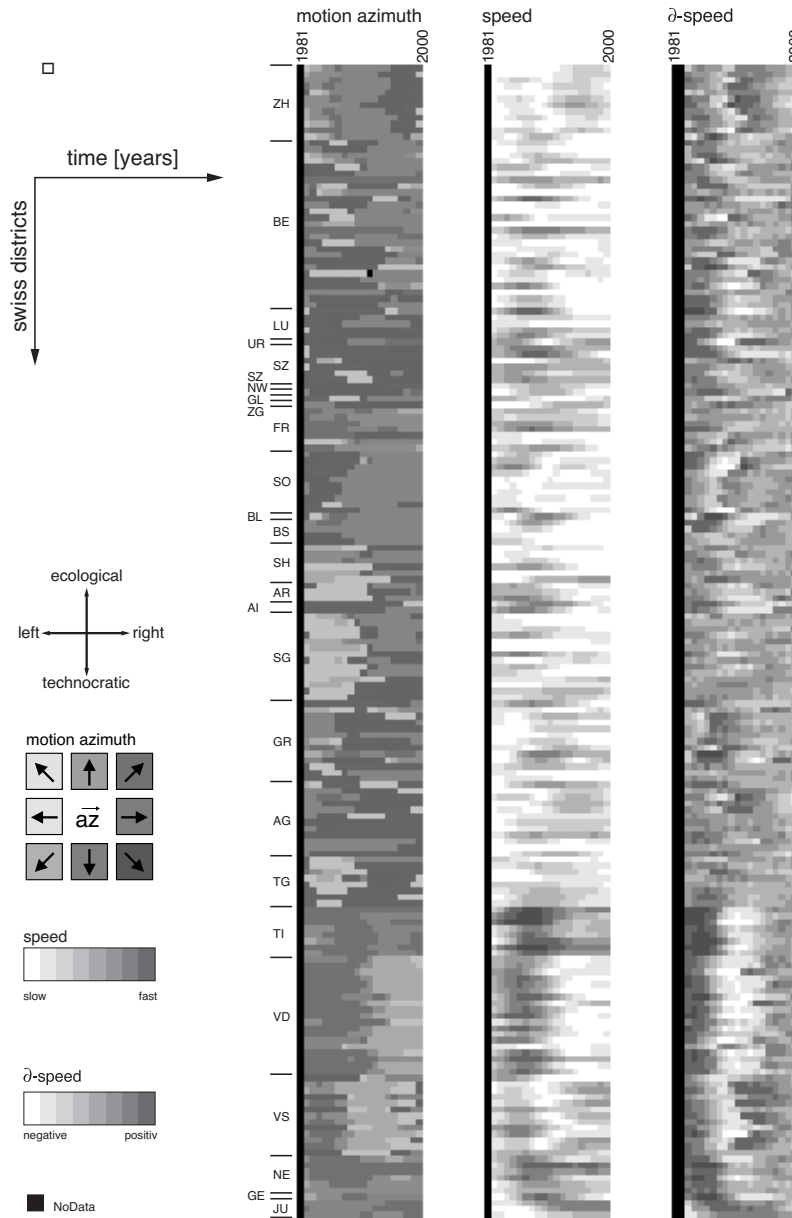 motion azimuth
speed
∂-speed
1981
2000
1981
2000
1981
2000
time [years]
swiss districts
ZH
BE
LU
UR
SZ
SZ
NW
GL
ZG
FR
SO
BL
BS
SH
AR
AI
SG
GR
AG
TG
TI
VD
VS
NE
GE
JU
ecological
left
right
technocratic
motion azimuth
az
speed
slow
fast
∂-speed
negative
positiv
NoData